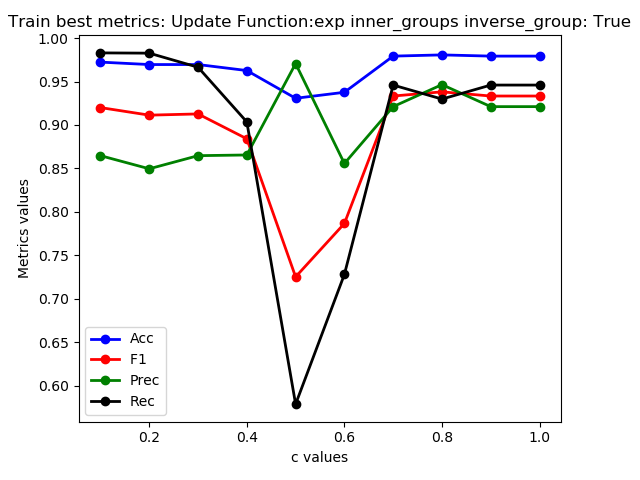 Train best metrics: Update Function:exp inner_groups inverse_group: True
1.00
0.95
0.90
0.85
0.80
0.75
0.70
0.65
0.60
Metrics values
Acc
F1
Prec
Rec
0.2
0.4
0.6
0.8
1.0
c values